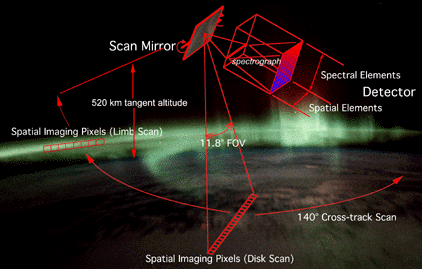 Scan Mirror
spectrograph
Spectral Elements
Detector
Spatial Elements
520 km tangent altitude
Spatial Imaging Pixels (Limb Scan)
11.8° FOV
140° Cross-track Scan
Spatial Imaging Pixels (Disk Scan)